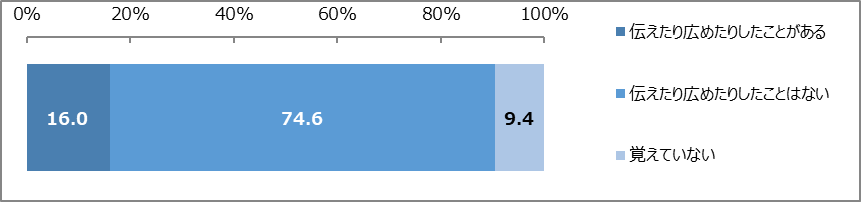 0% 20% 40% 60% 80% 100%
伝えたり広めたりしたことがある
16.0 74.6 9.4
伝えたり広めたりしたことはない
覚えていない